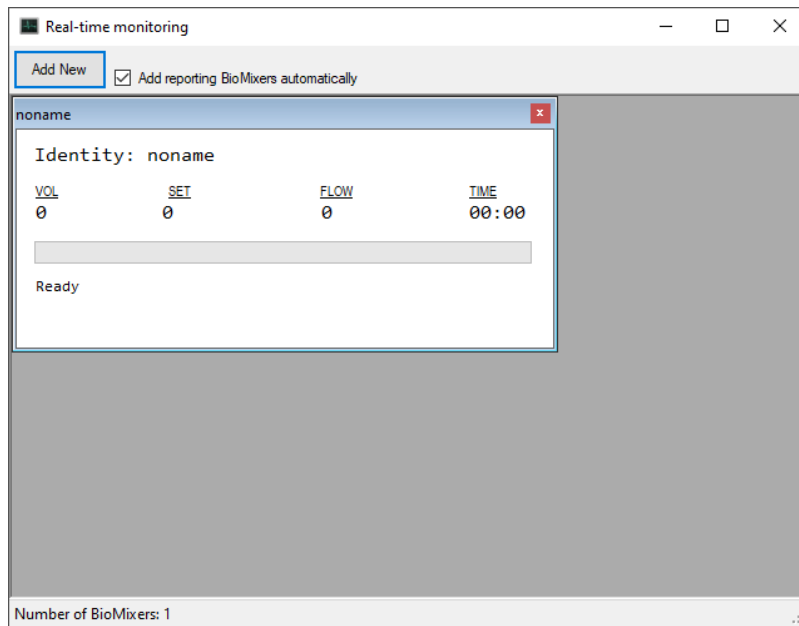 Real-time monitoring
Add New
Add reporting BioMixers automatically
noname
x
Identity: noname
VOL SET FLOW TIME
0 0 0 00:00
Ready
Number of BioMixers: 1